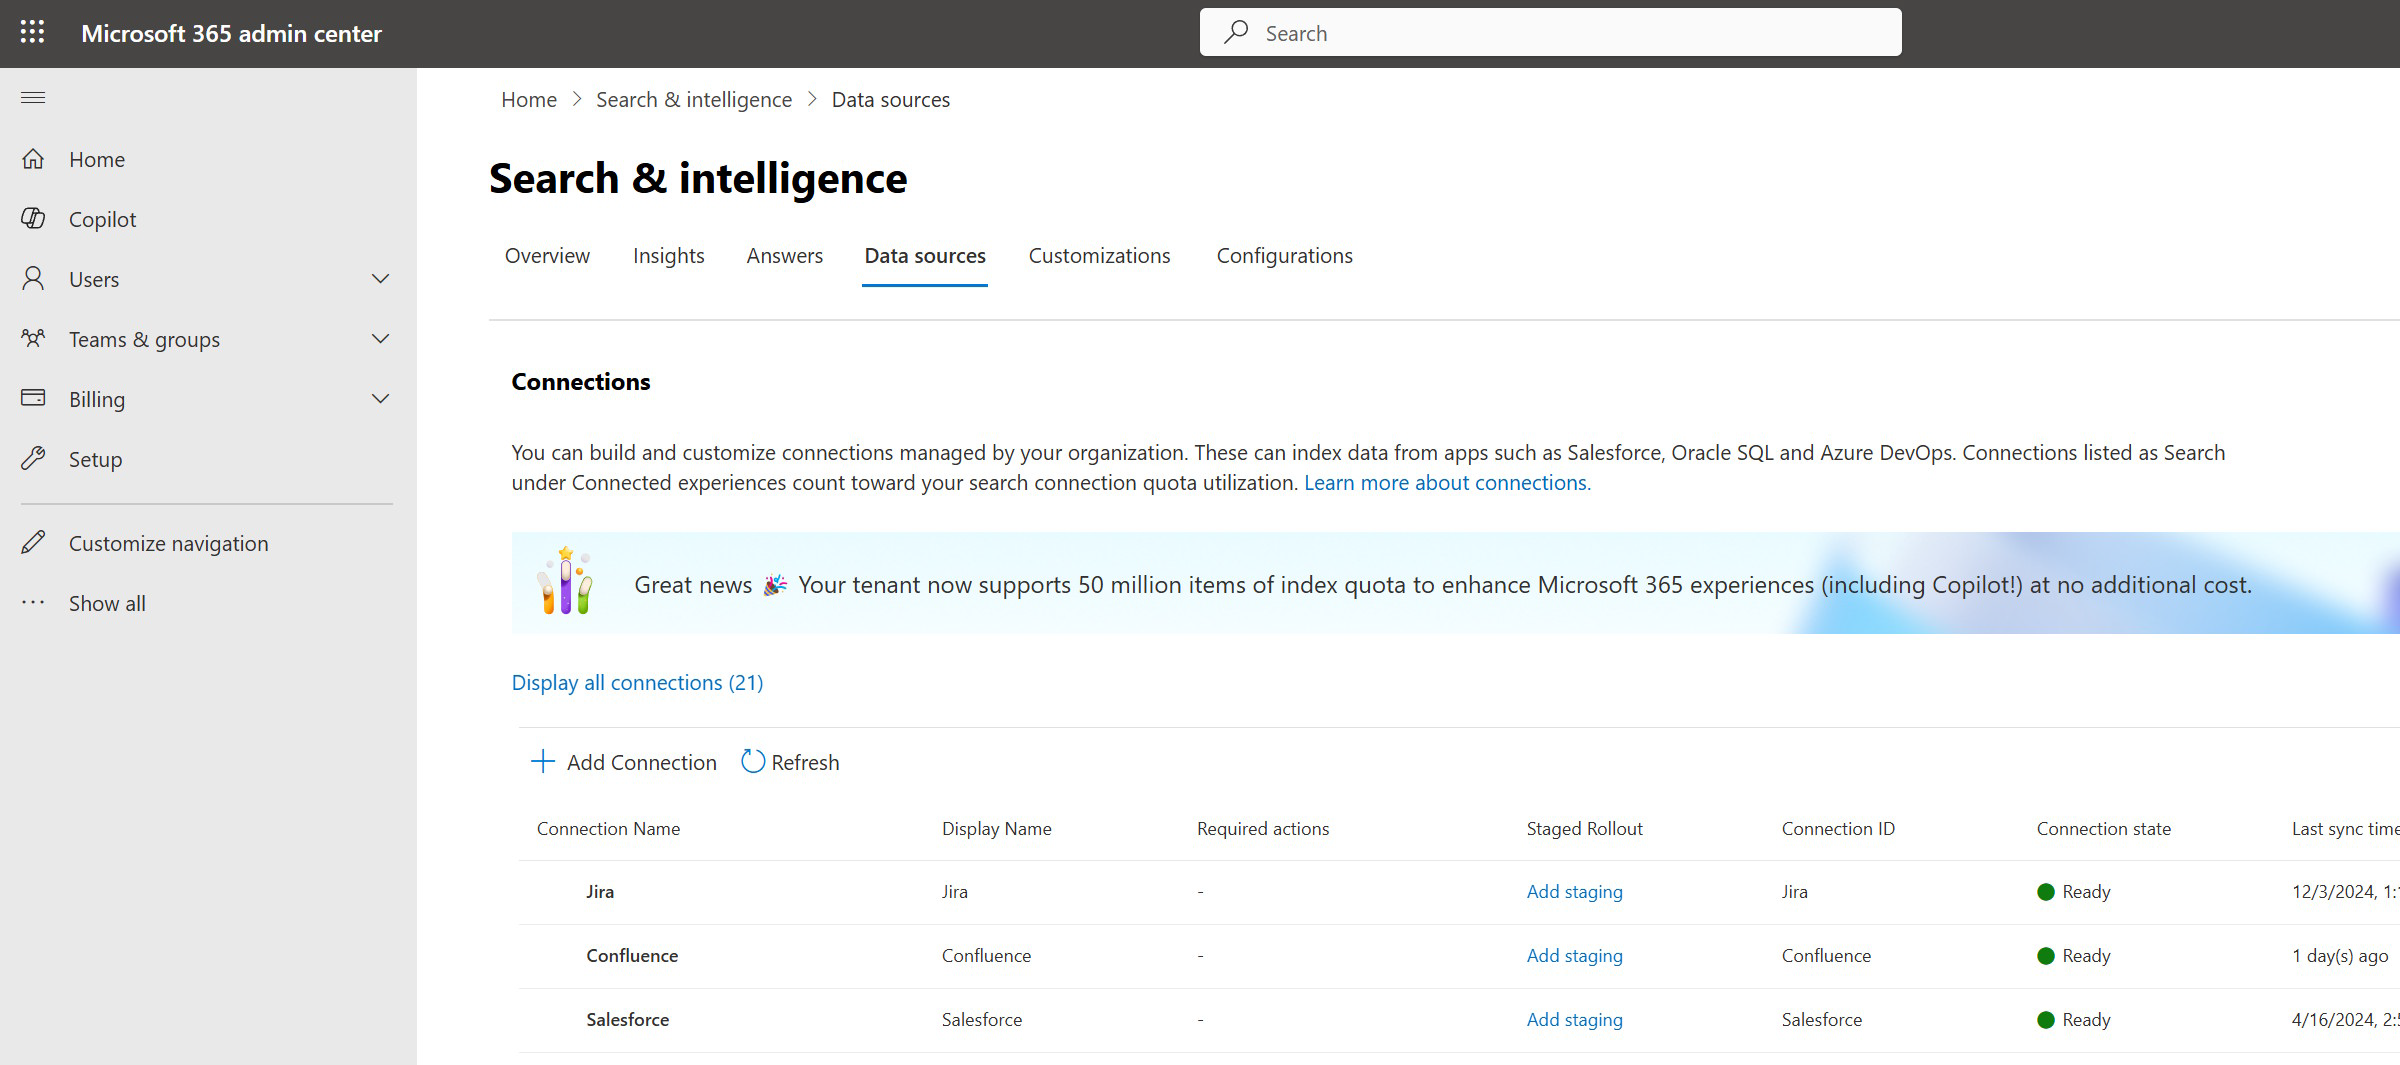 Microsoft 365 admin center
Search
Home
Copilot
Users
Teams & groups
Billing
Setup
Customize navigation
Show all
Home > Search & intelligence > Data sources
Search & intelligence
Overview Insights Answers Data sources Customizations Configurations
Connections
You can build and customize connections managed by your organization. These can index data from apps such as Salesforce, Oracle SQL and Azure DevOps. Connections listed as Search
under Connected experiences count toward your search connection quota utilization. Learn more about connections.
Great news 🎉 Your tenant now supports 50 million items of index quota to enhance Microsoft 365 experiences (including Copilot!) at no additional cost.
Display all connections (21)
Add Connection Refresh
Connection Name Display Name Required actions Staged Rollout Connection ID Connection state Last sync time
Jira Jira - Add staging Jira Ready 12/3/2024, 1:
Confluence Confluence - Add staging Confluence Ready 1 day(s) ago
Salesforce Salesforce - Add staging Salesforce Ready 4/16/2024, 2: